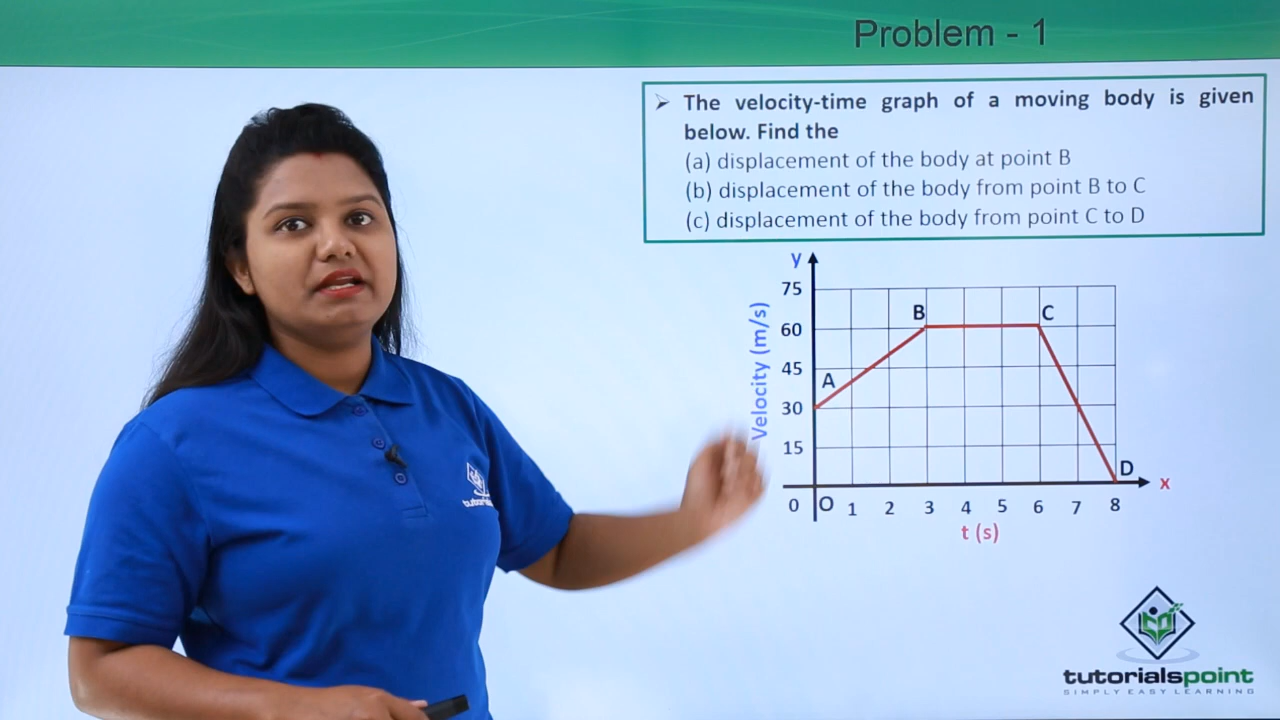 Problem - 1
➢ The velocity-time graph of a moving body is given
below. Find the
(a) displacement of the body at point B
(b) displacement of the body from point B to C
(c) displacement of the body from point C to D
y
75
60
45
30
15
0
Velocity (m/s)
A
B
C
D
x
O 1 2 3 4 5 6 7 8
t (s)
tutorialspoint
SIMPLY EASY LEARNING
tutorials